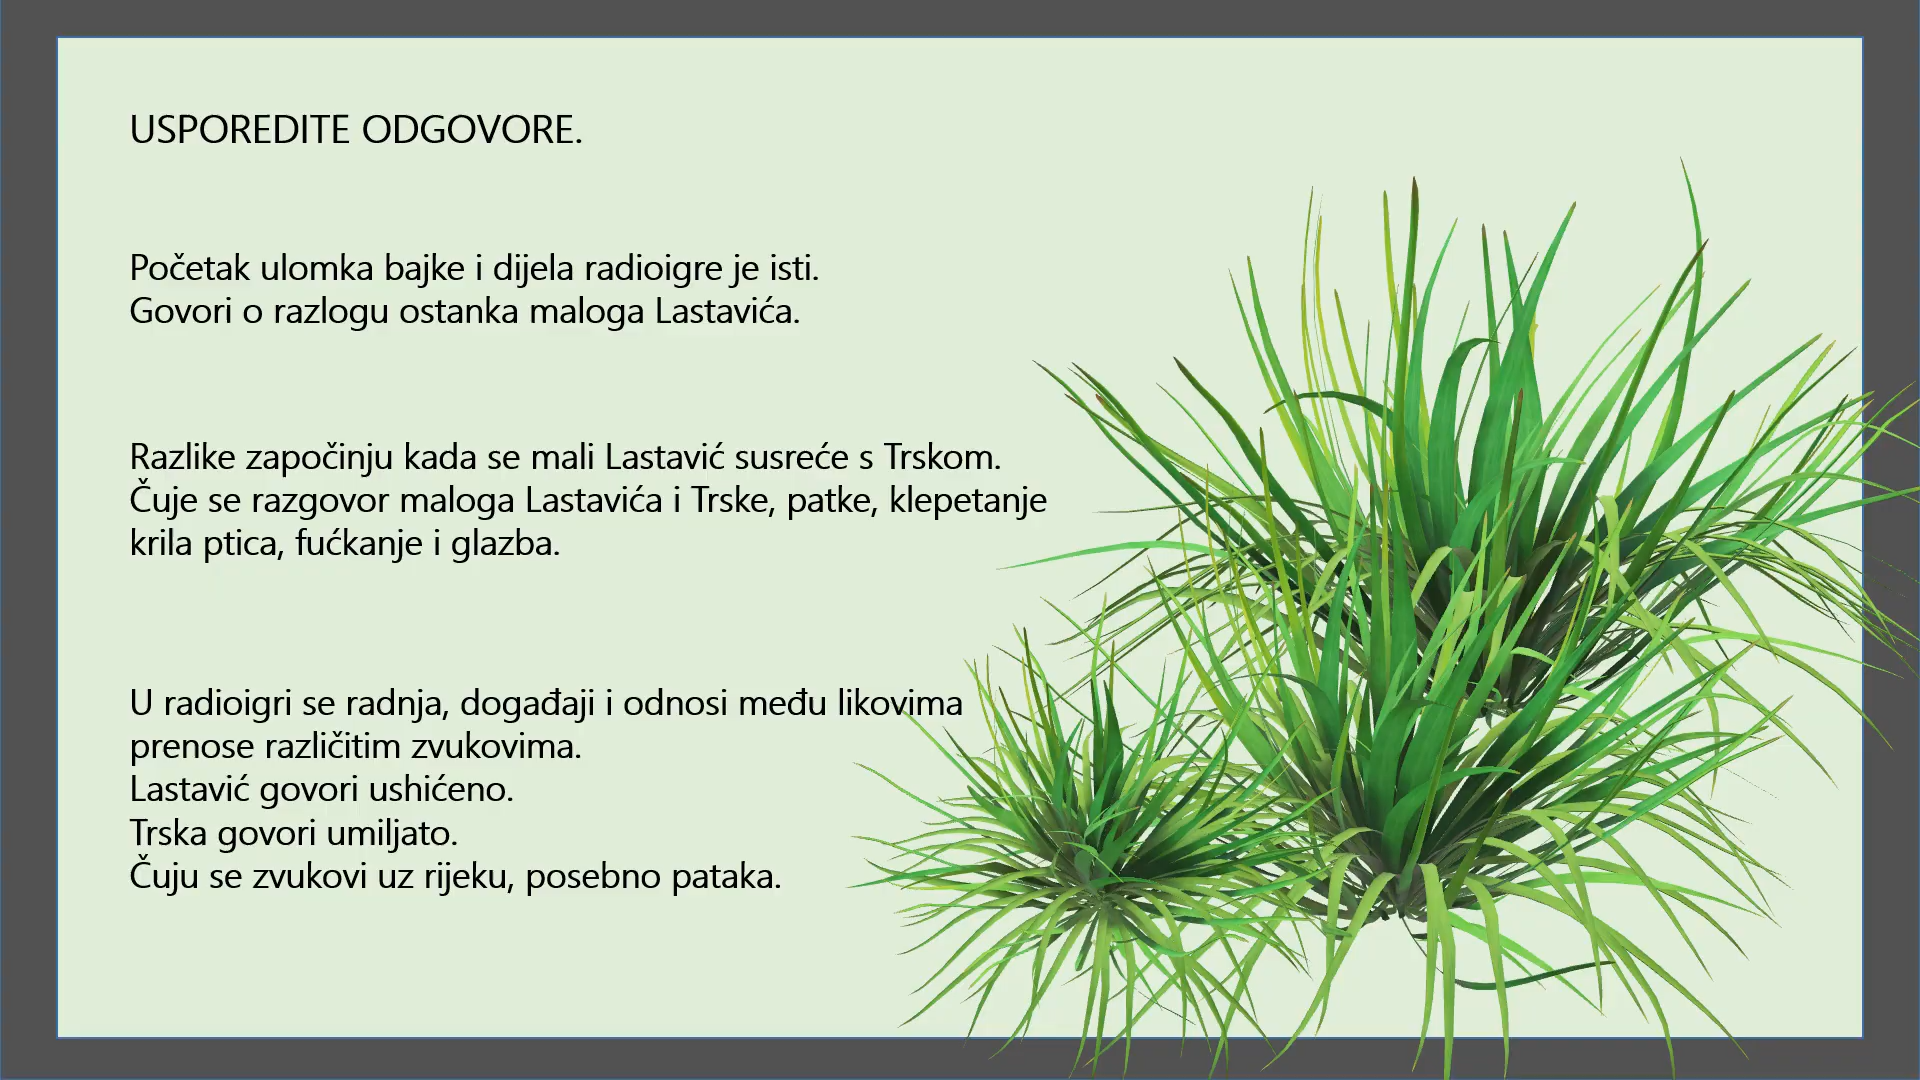 USPOREDITE ODGOVORE.
Početak ulomka bajke i dijela radioigre je isti.
Govori o razlogu ostanka maloga Lastavića.
Razlike započinju kada se mali Lastavić susreće s Trskom.
Čuje se razgovor maloga Lastavića i Trske, patke, klepetanje
krila ptica, fućkanje i glazba.
U radioigri se radnja, događaji i odnosi među likovima
prenose različitim zvukovima.
Lastavić govori ushićeno.
Trska govori umiljato.
Čuju se zvukovi uz rijeku, posebno pataka.